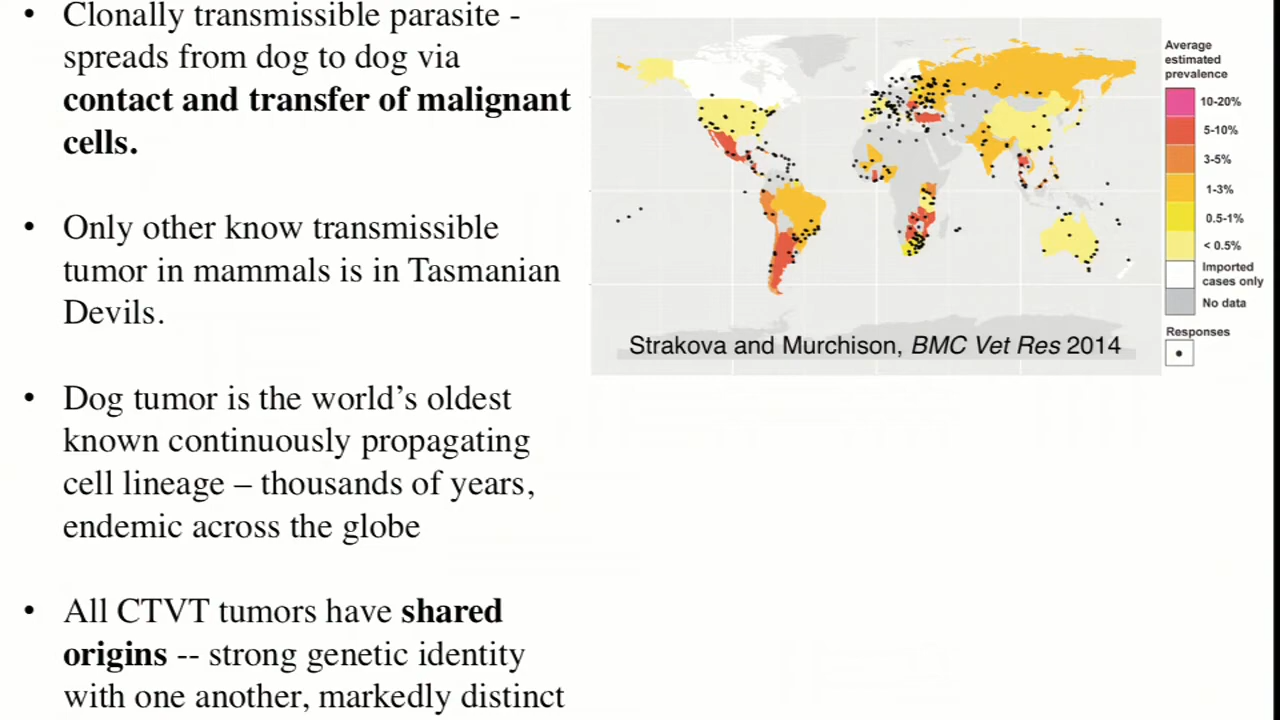 • Clonally transmissible parasite -
spreads from dog to dog via
contact and transfer of malignant
cells.
• Only other know transmissible
tumor in mammals is in Tasmanian
Devils.
• Dog tumor is the world’s oldest
known continuously propagating
cell lineage – thousands of years,
endemic across the globe
• All CTVT tumors have shared
origins -- strong genetic identity
with one another, markedly distinct
Strakova and Murchison, BMC Vet Res 2014
Average
estimated
prevalence
10-20%
5-10%
3-5%
1-3%
0.5-1%
< 0.5%
Imported
cases only
No data
Responses